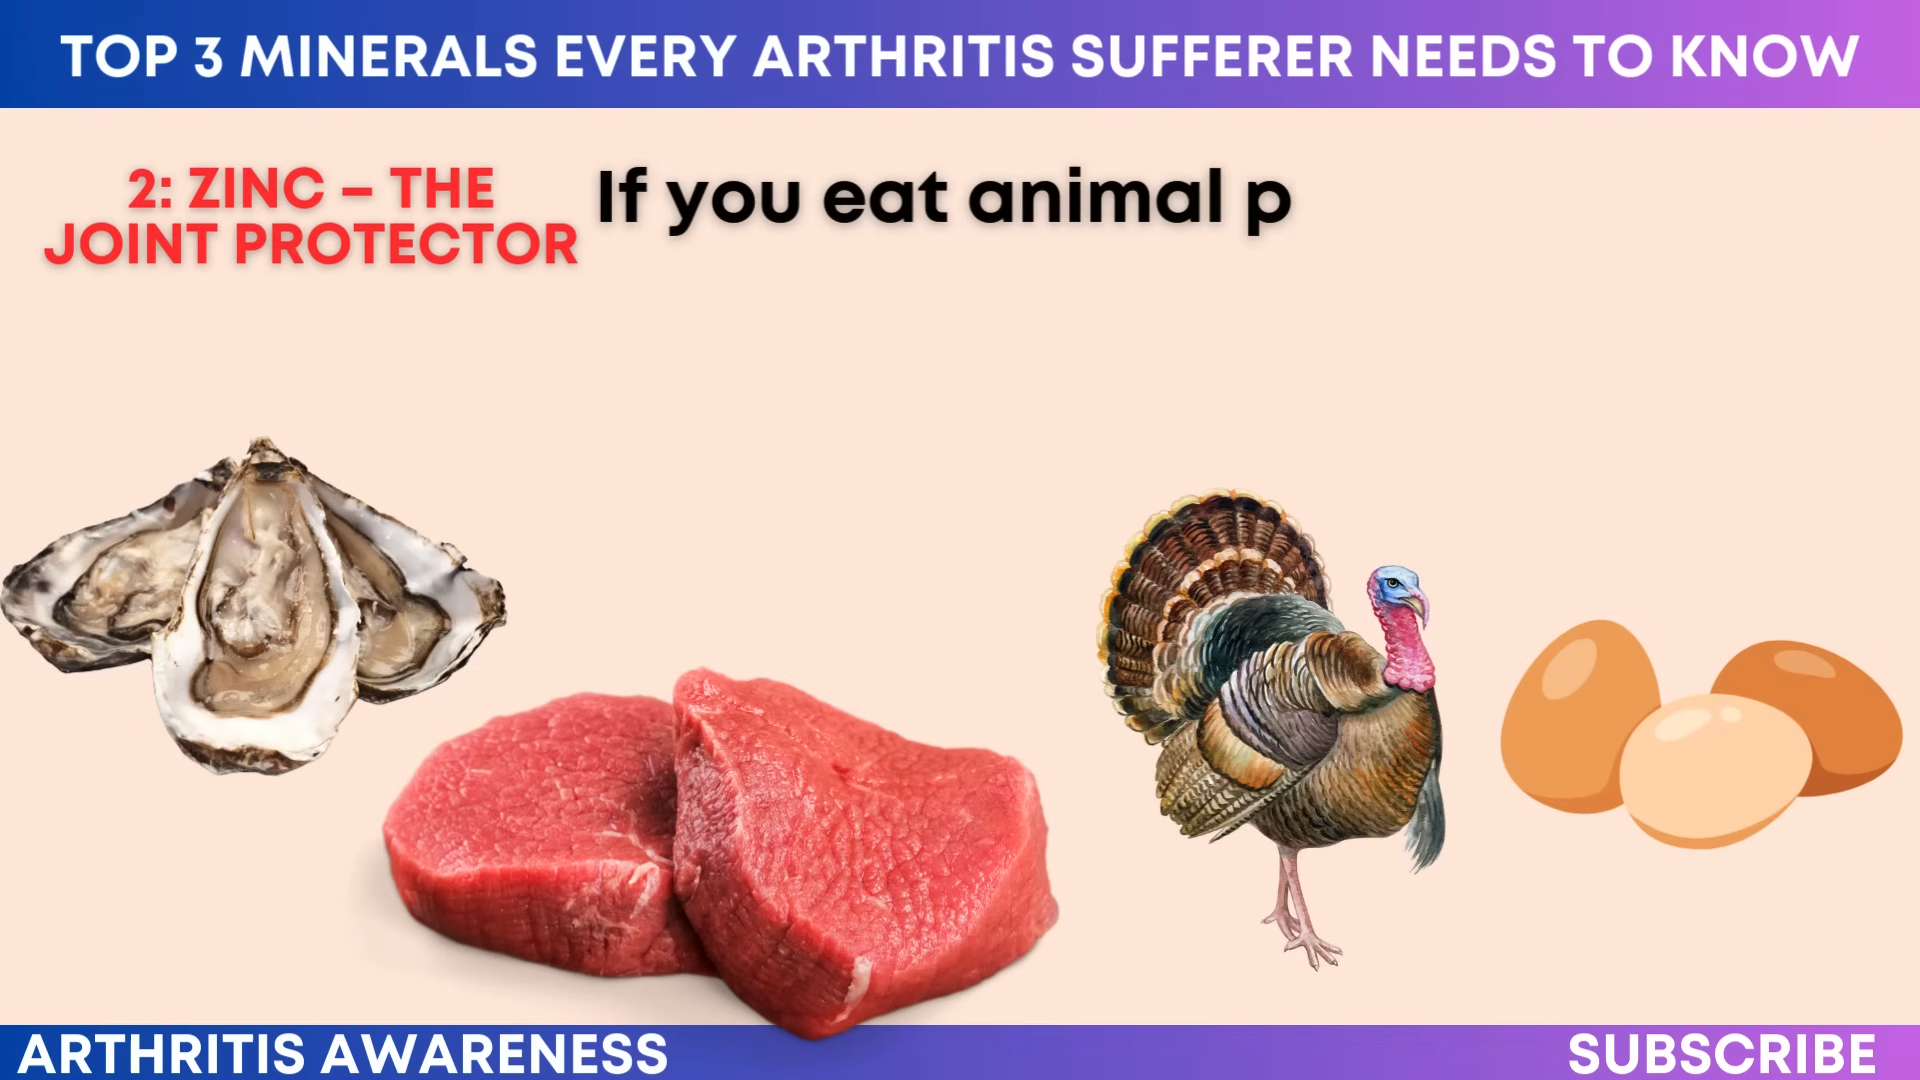 TOP 3 MINERALS EVERY ARTHRITIS SUFFERER NEEDS TO KNOW
2: ZINC – THE
JOINT PROTECTOR
If you eat animal p
ARTHRITIS AWARENESS
SUBSCRIBE